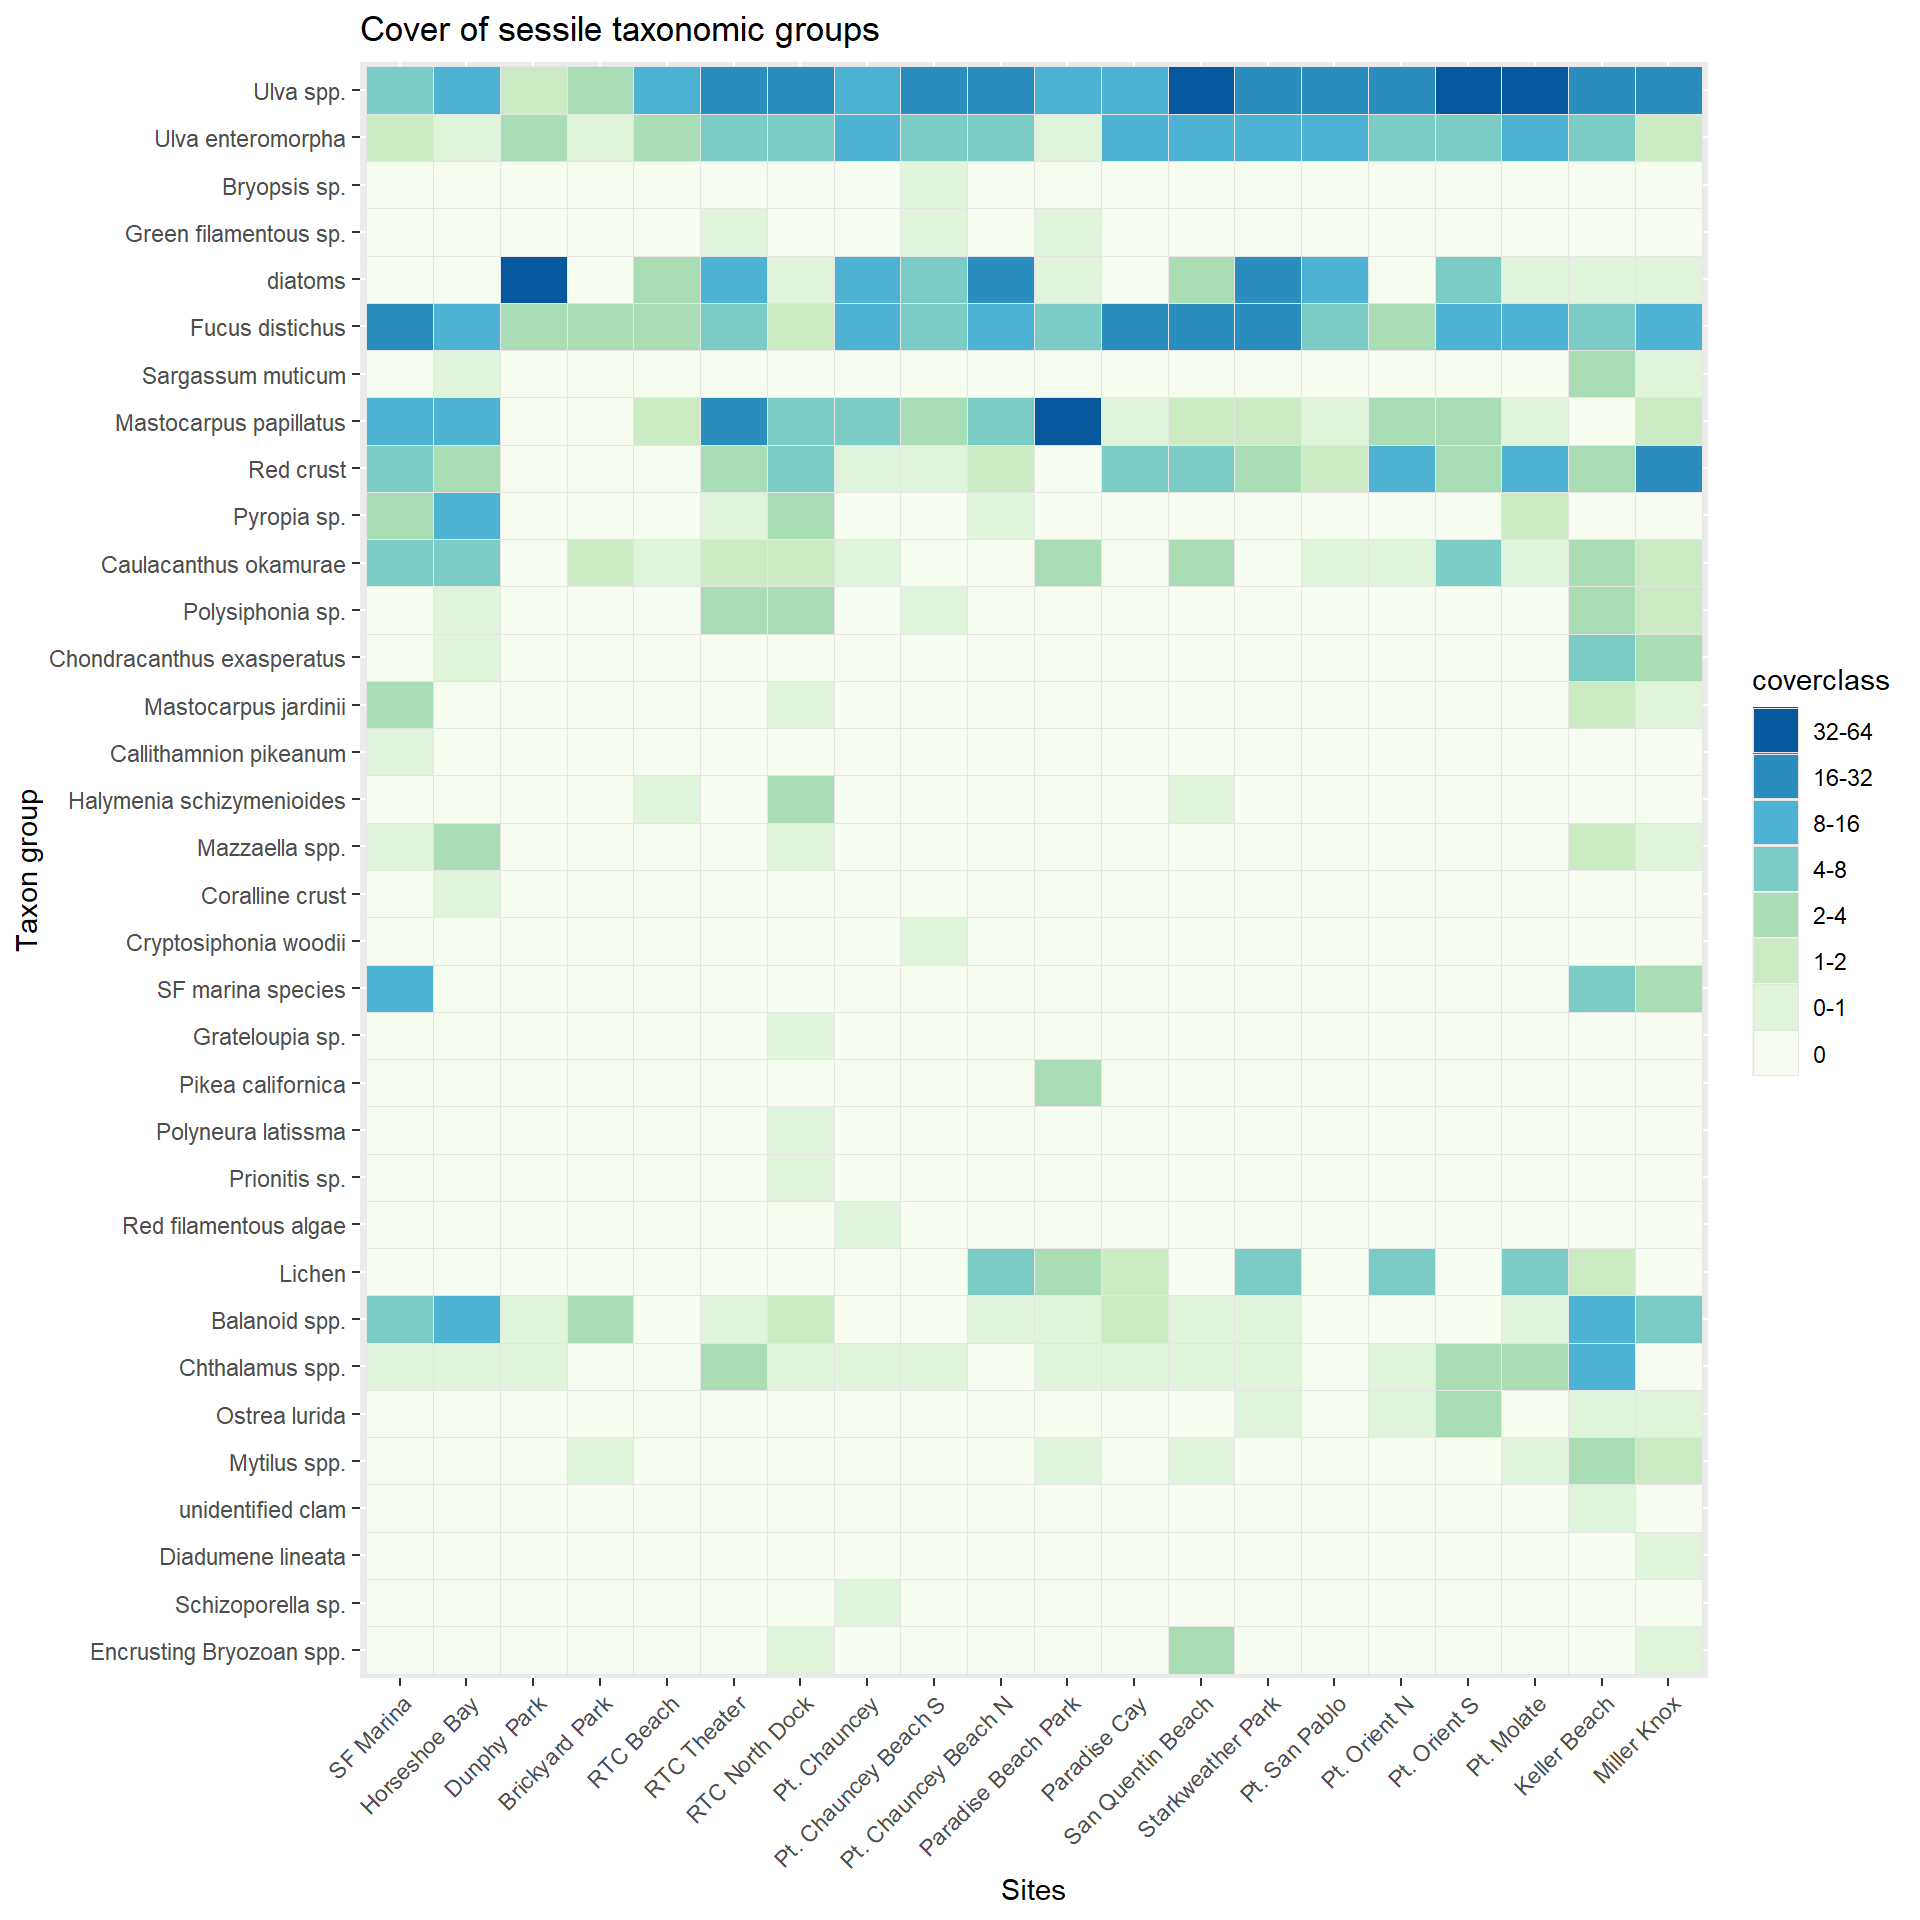 Cover of sessile taxonomic groups
Taxon group
Ulva spp.
Ulva enteromorpha
Bryopsis sp.
Green filamentous sp.
diatoms
Fucus distichus
Sargassum muticum
Mastocarpus papillatus
Red crust
Pyropia sp.
Caulacanthus okamurae
Polysiphonia sp.
Chondracanthus exasperatus
Mastocarpus jardinii
Callithamnion pikeanum
Halymenia schizymenioides
Mazzaella spp.
Coralline crust
Cryptosiphonia woodii
SF marina species
Grateloupia sp.
Pikea californica
Polyneura latissma
Prionitis sp.
Red filamentous algae
Lichen
Balanoid spp.
Chthalamus spp.
Ostrea lurida
Mytilus spp.
unidentified clam
Diadumene lineata
Schizoporella sp.
Encrusting Bryozoan spp.
SF Marina
Horseshoe Bay
Dunphy Park
Brickyard Park
RTC Beach
RTC Theater
RTC North Dock
Pt. Chauncey
Pt. Chauncey Beach S
Pt. Chauncey Beach N
Paradise Beach Park
Paradise Cay
San Quentin Beach
Starkweather Park
Pt. San Pablo
Pt. Orient N
Pt. Orient S
Pt. Molate
Keller Beach
Miller Knox
Sites
coverclass
32-64
16-32
8-16
4-8
2-4
1-2
0-1
0